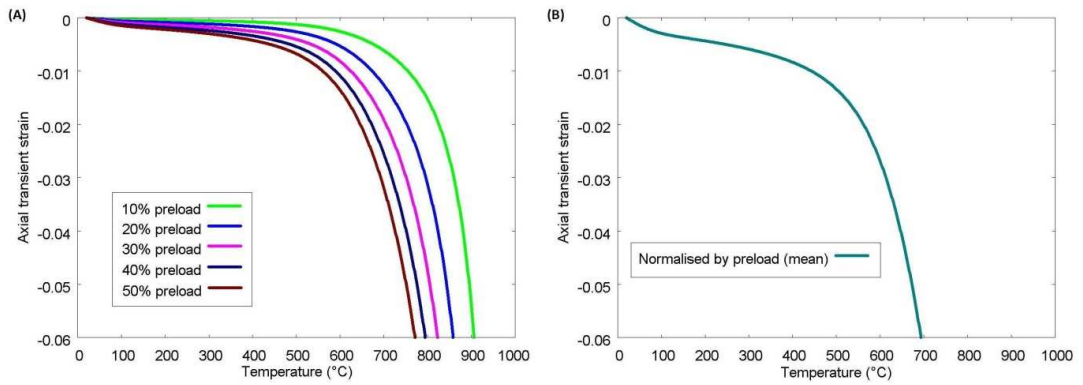 (A)
0
-0.01
-0.02
-0.03
-0.04
-0.05
-0.06
Axial transient strain
10% preload
20% preload
30% preload
40% preload
50% preload
0 100 200 300 400 500 600 700 800 900 1000
Temperature (°C)
(B)
0
-0.01
-0.02
-0.03
-0.04
-0.05
-0.06
Axial transient strain
Normalised by preload (mean)
0 100 200 300 400 500 600 700 800 900 1000
Temperature (°C)